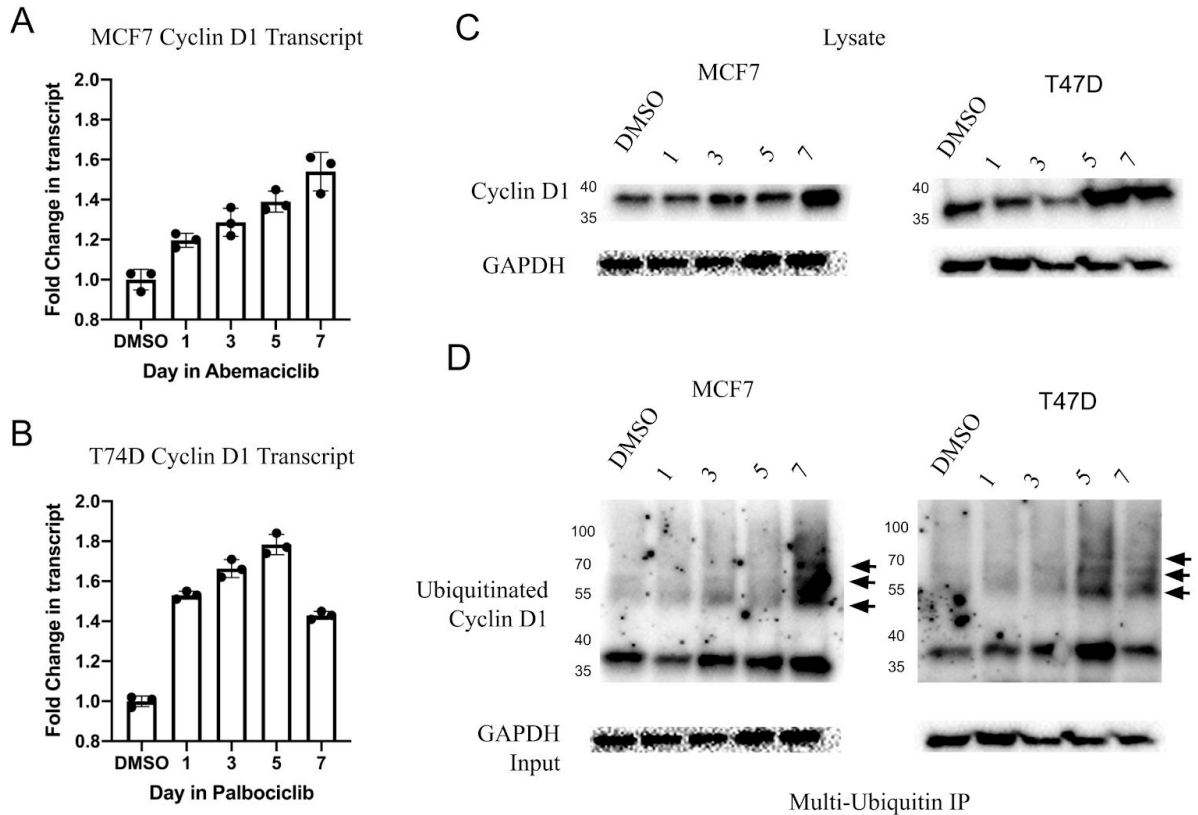 A
MCF7 Cyclin D1 Transcript
Fold Change in transcript
2.0
1.8
1.6
1.4
1.2
1.0
0.8
DMSO 1 3 5 7
Day in Abemaciclib
B
T74D Cyclin D1 Transcript
Fold Change in transcript
2.0
1.8
1.6
1.4
1.2
1.0
0.8
DMSO 1 3 5 7
Day in Palbociclib
C
Lysate
MCF7
T47D
DMSO 1 3 5 7
DMSO 1 3 5 7
Cyclin D1
40
35
40
35
GAPDH
D
MCF7
T47D
DMSO 1 3 5 7
DMSO 1 3 5 7
Ubiquitinated
Cyclin D1
100
70
55
40
35
100
70
55
40
35
GAPDH
Input
Multi-Ubiquitin IP